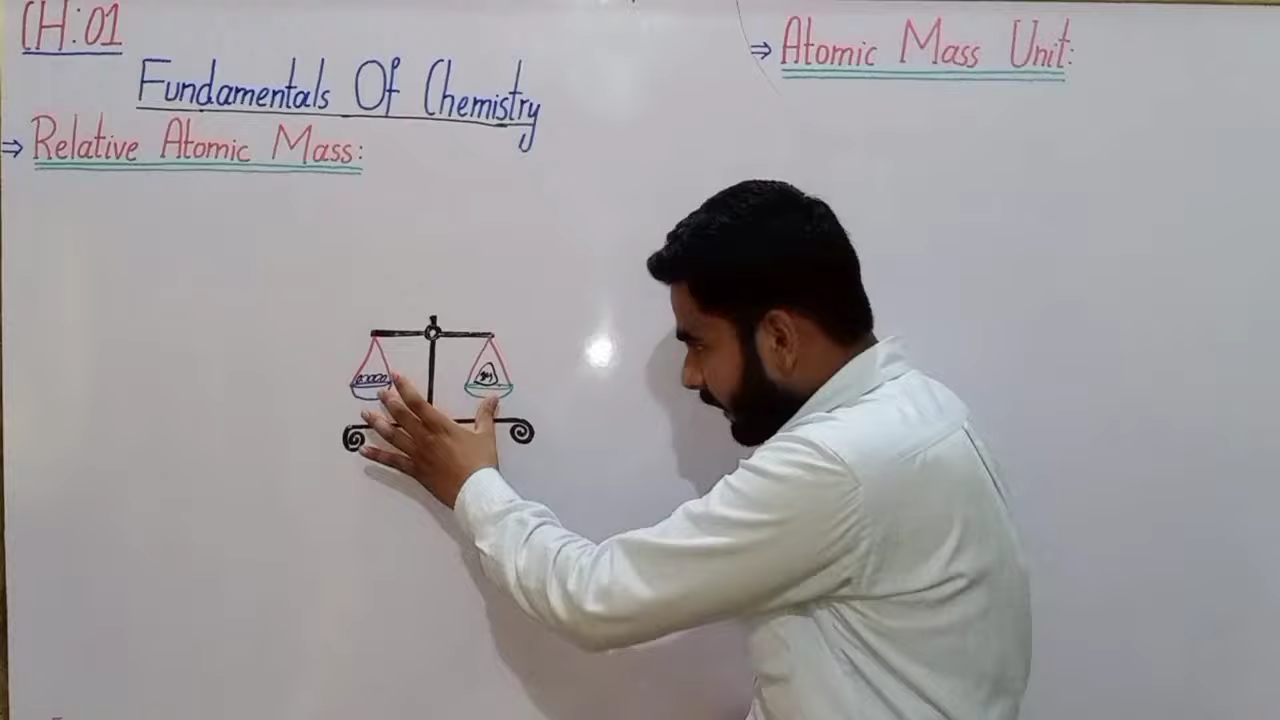 CH:01
Fundamentals Of Chemistry
⇒ Relative Atomic Mass:
⇒ Atomic Mass Unit: